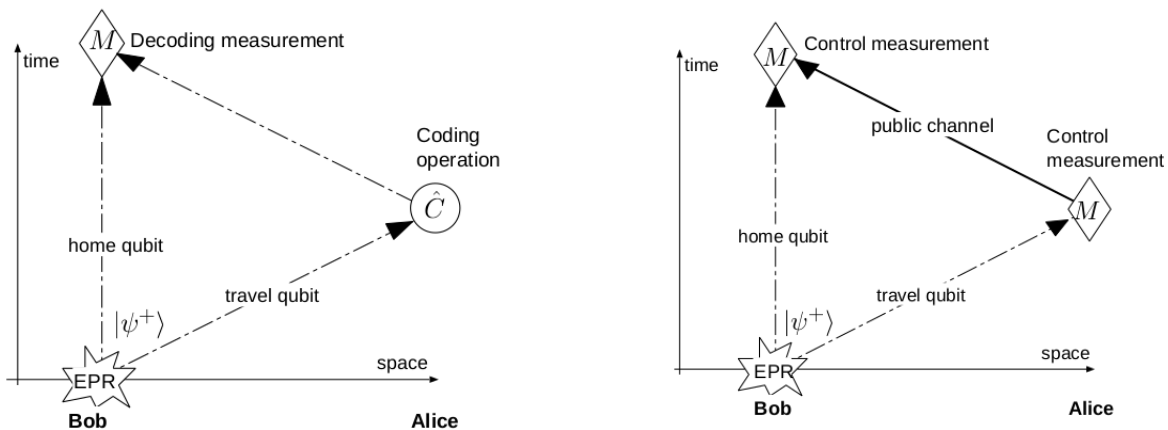 M Decoding measurement
time
Coding
operation
Ĉ
home qubit
travel qubit
|ψ⁺⟩
space
EPR
Bob
Alice
M Control measurement
time
public channel
Control
measurement
M
home qubit
travel qubit
|ψ⁺⟩
space
EPR
Bob
Alice